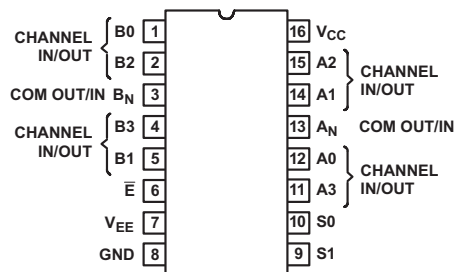 CHANNEL IN/OUT
B0 1
B2 2
COM OUT/IN BN 3
CHANNEL IN/OUT
B3 4
B1 5
E̅ 6
VEE 7
GND 8
16 VCC
15 A2
14 A1
CHANNEL IN/OUT
13 AN COM OUT/IN
12 A0
11 A3
CHANNEL IN/OUT
10 S0
9 S1